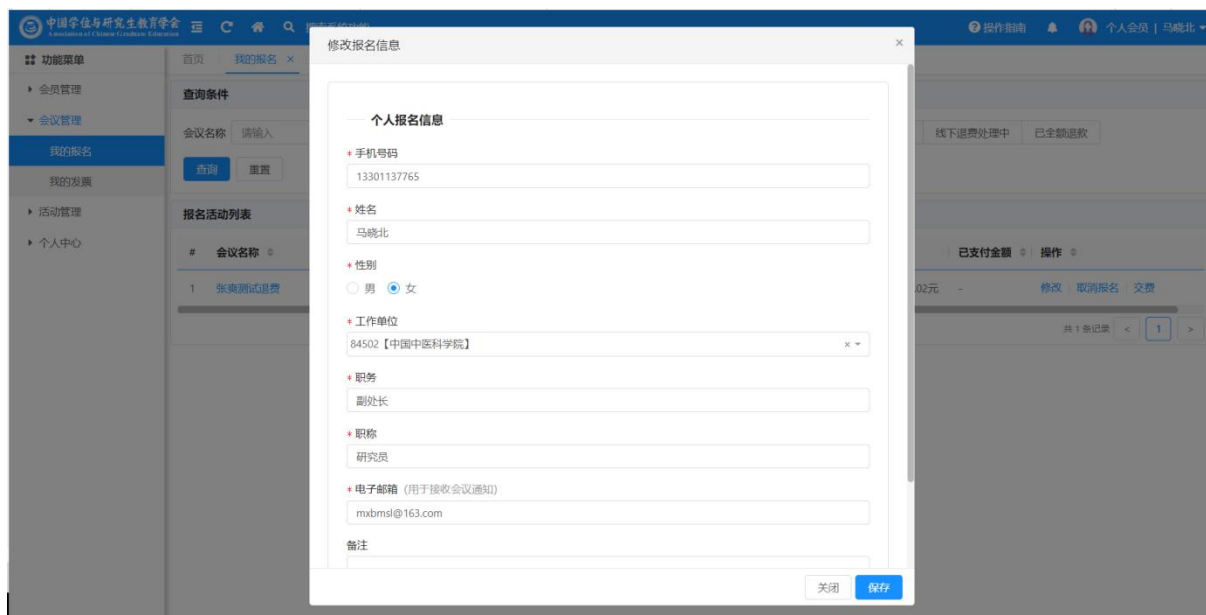 中国学位与研究生教育学会
Association of Chinese Graduate Education
操作指南
个人会员 | 马晓北
功能菜单
会员管理
会议管理
我的报名
我的发票
活动管理
个人中心
首页
我的报名 ×
查询条件
会议名称 请输入
线下退费处理中
已全额退款
查询
重置
报名活动列表
# 会议名称
已支付金额
操作
1 张爽测试退费
.02元 -
修改 取消报名 交费
共 1 条记录 < 1 >
修改报名信息 ×
个人报名信息
* 手机号码
13301137765
* 姓名
马晓北
* 性别
男 女
* 工作单位
84502【中国中医科学院】 ×
* 职务
副处长
* 职称
研究员
* 电子邮箱 (用于接收会议通知)
mxbmsl@163.com
备注
关闭
保存